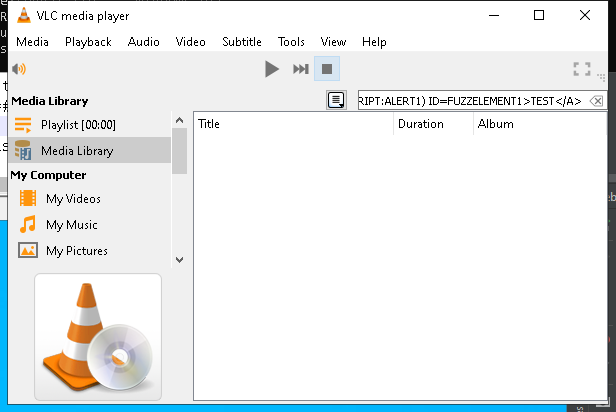 VLC media player
Media Playback Audio Video Subtitle Tools View Help
Media Library
RIPT:ALERT1) ID=FUZZELEMENT1>TEST</A>
Playlist [00:00]
Media Library
My Computer
My Videos
My Music
My Pictures
Title Duration Album